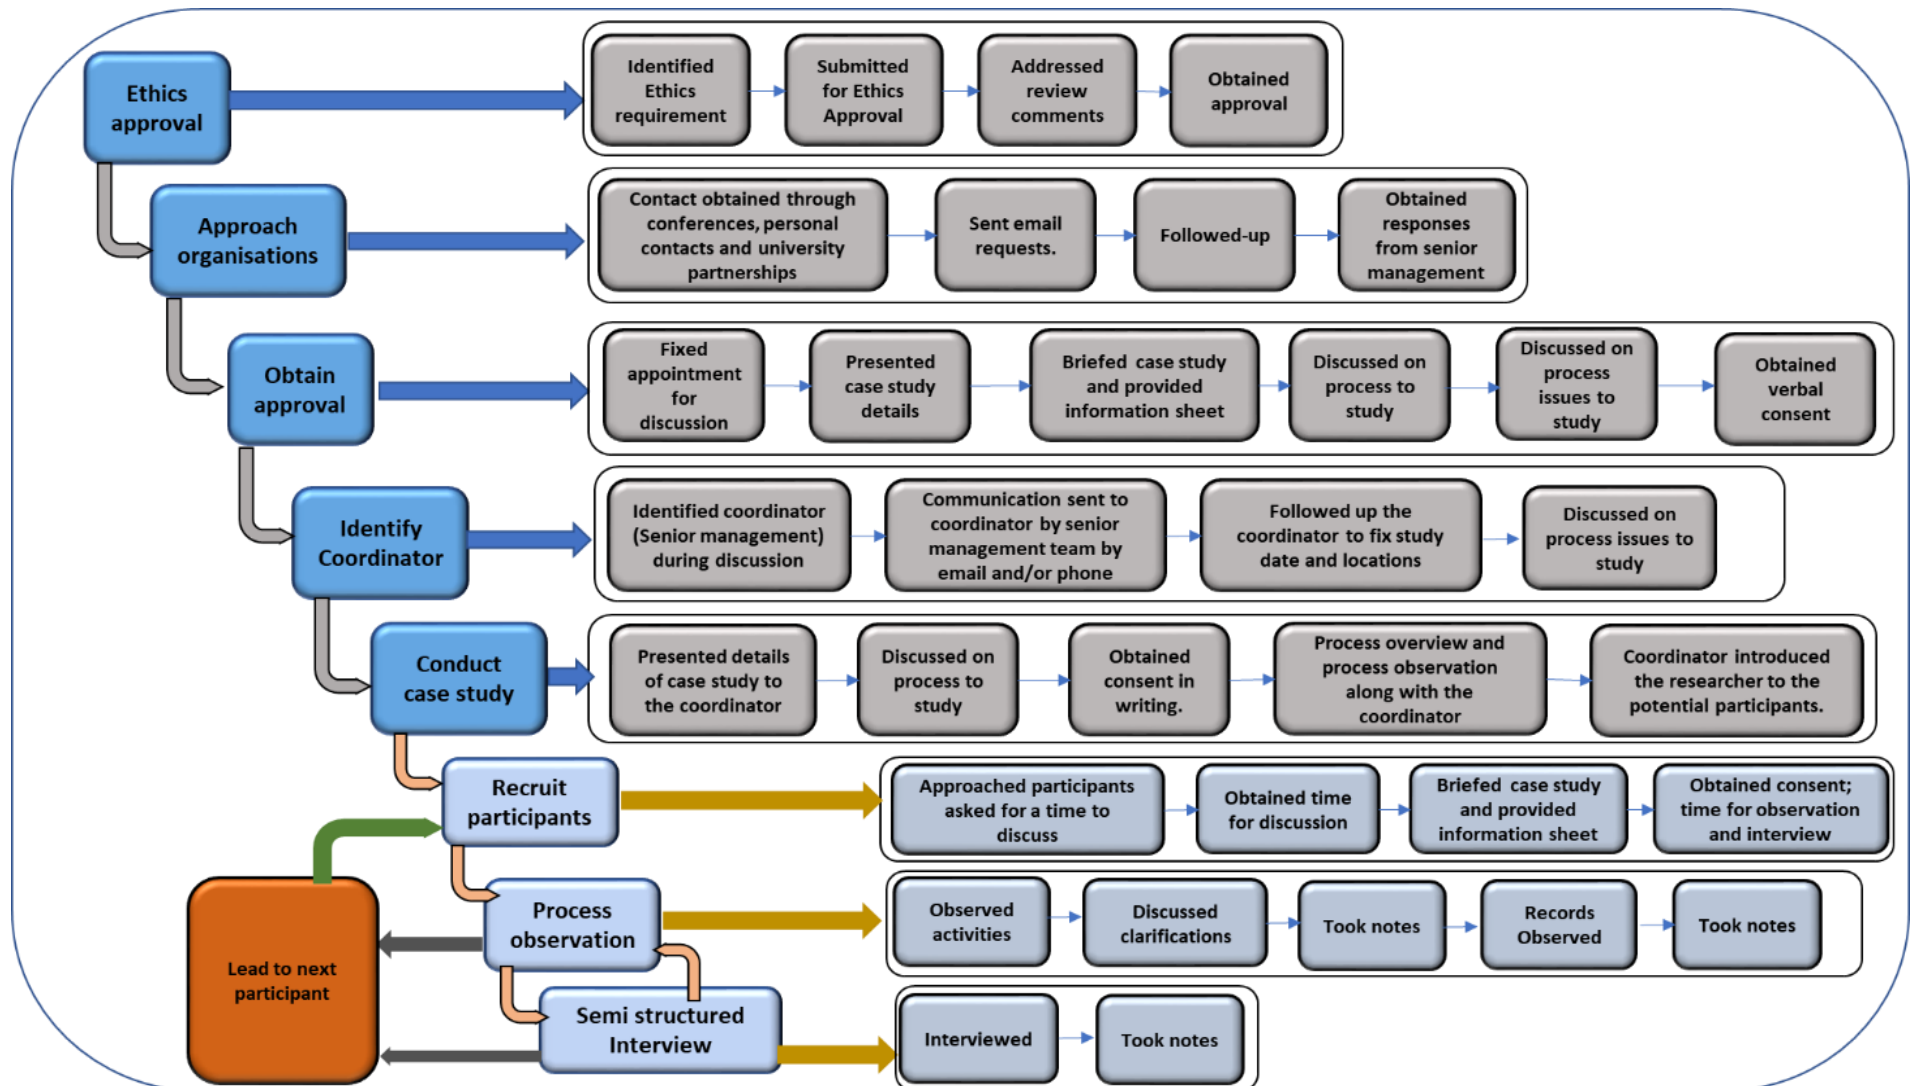 Ethics
approval
Identified
Ethics
requirement
Submitted
for Ethics
Approval
Addressed
review
comments
Obtained
approval
Approach
organisations
Contact obtained through
conferences, personal
contacts and university
partnerships
Sent email
requests.
Followed-up
Obtained
responses
from senior
management
Obtain
approval
Fixed
appointment
for
discussion
Presented
case study
details
Briefed case study
and provided
information sheet
Discussed on
process to
study
Discussed on
process
issues to
study
Obtained
verbal
consent
Identify
Coordinator
Identified coordinator
(Senior management)
during discussion
Communication sent to
coordinator by senior
management team by
email and/or phone
Followed up the
coordinator to fix study
date and locations
Discussed on
process issues to
study
Conduct
case study
Presented details
of case study to
the coordinator
Discussed on
process to
study
Obtained
consent in
writing.
Process overview and
process observation
along with the
coordinator
Coordinator introduced
the researcher to the
potential participants.
Recruit
participants
Approached participants
asked for a time to
discuss
Obtained time
for discussion
Briefed case study
and provided
information sheet
Obtained consent;
time for observation
and interview
Process
observation
Observed
activities
Discussed
clarifications
Took notes
Records
Observed
Took notes
Lead to next
participant
Semi structured
Interview
Interviewed
Took notes